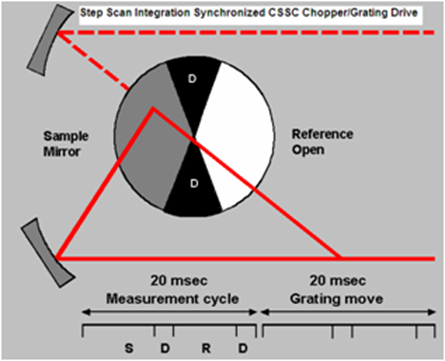 Step Scan Integration Synchronized CSSC Chopper/Grating Drive
D
Sample
Mirror
Reference
Open
D
20 msec
Measurement cycle
20 msec
Grating move
S D R D